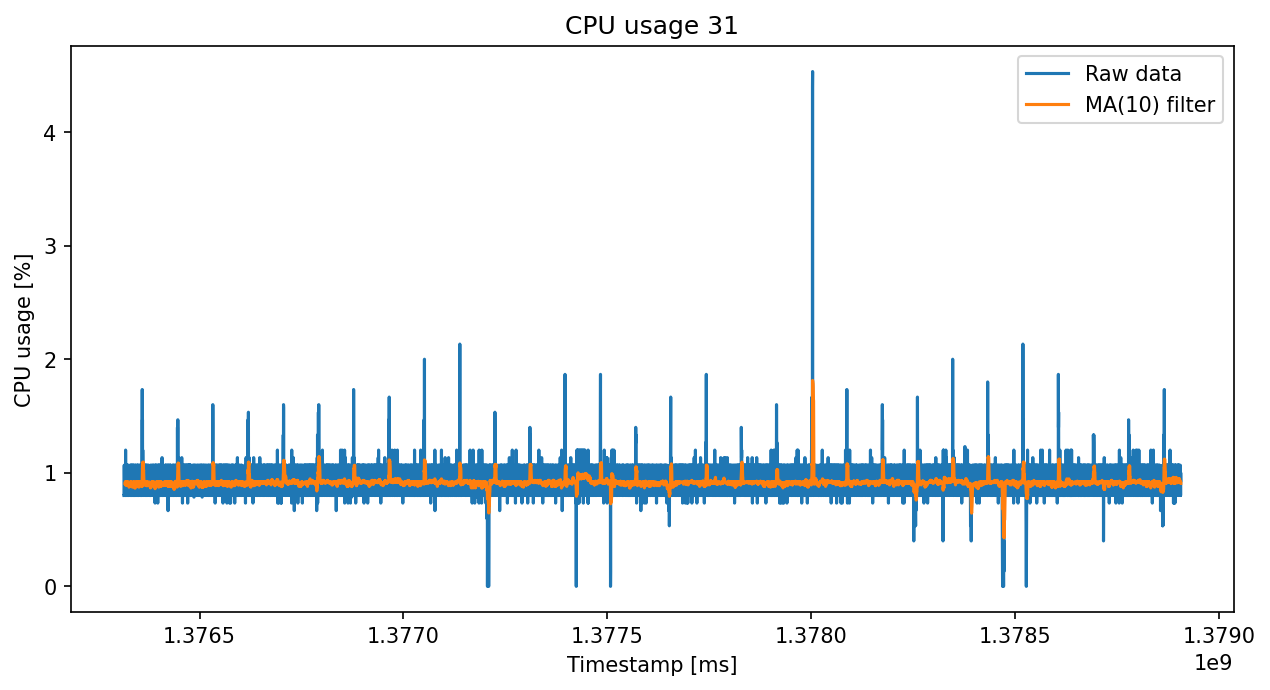 CPU usage 31
Raw data
MA(10) filter
CPU usage [%]
4
3
2
1
0
1.3765 1.3770 1.3775 1.3780 1.3785 1.3790
1e9
Timestamp [ms]